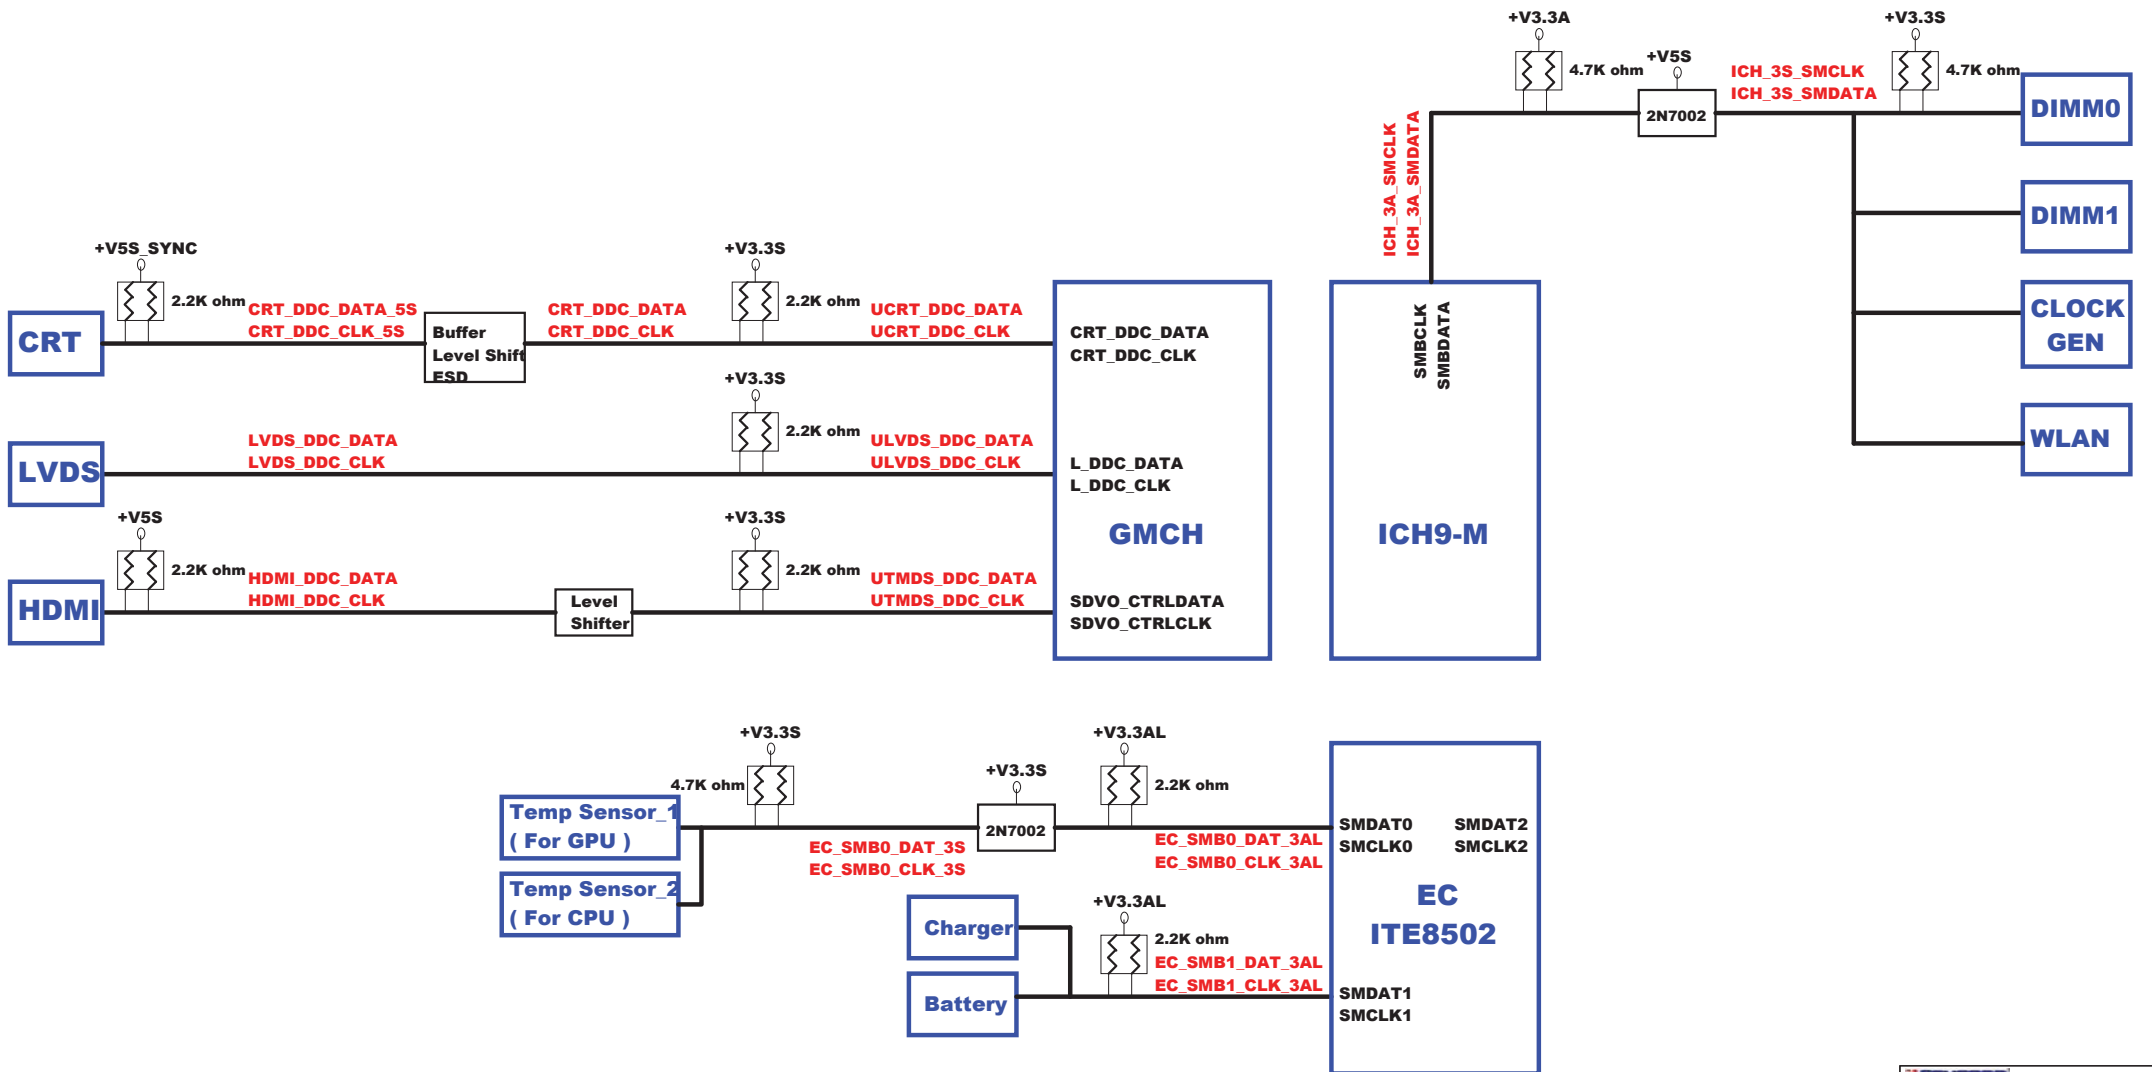 +V3.3A
4.7K ohm
+V5S
2N7002
ICH_3S_SMCLK
ICH_3S_SMDATA
+V3.3S
4.7K ohm
DIMM0
DIMM1
CLOCK
GEN
WLAN
ICH_3A_SMCLK
ICH_3A_SMDATA
SMBCLK
SMBDATA
ICH9-M
+V5S_SYNC
2.2K ohm
CRT
CRT_DDC_DATA_5S
CRT_DDC_CLK_5S
Buffer
Level Shift
ESD
CRT_DDC_DATA
CRT_DDC_CLK
+V3.3S
2.2K ohm
UCRT_DDC_DATA
UCRT_DDC_CLK
CRT_DDC_DATA
CRT_DDC_CLK
LVDS
LVDS_DDC_DATA
LVDS_DDC_CLK
+V3.3S
2.2K ohm
ULVDS_DDC_DATA
ULVDS_DDC_CLK
L_DDC_DATA
L_DDC_CLK
GMCH
+V5S
2.2K ohm
HDMI
HDMI_DDC_DATA
HDMI_DDC_CLK
Level
Shifter
+V3.3S
2.2K ohm
UTMDS_DDC_DATA
UTMDS_DDC_CLK
SDVO_CTRLDATA
SDVO_CTRLCLK
+V3.3S
4.7K ohm
Temp Sensor_1
( For GPU )
Temp Sensor_2
( For CPU )
EC_SMB0_DAT_3S
EC_SMB0_CLK_3S
+V3.3S
2N7002
+V3.3AL
2.2K ohm
EC_SMB0_DAT_3AL
EC_SMB0_CLK_3AL
SMDAT0
SMCLK0
SMDAT2
SMCLK2
EC
ITE8502
Charger
Battery
+V3.3AL
2.2K ohm
EC_SMB1_DAT_3AL
EC_SMB1_CLK_3AL
SMDAT1
SMCLK1